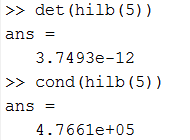 >> det(hilb(5))
ans =
3.7493e-12
>> cond(hilb(5))
ans =
4.7661e+05